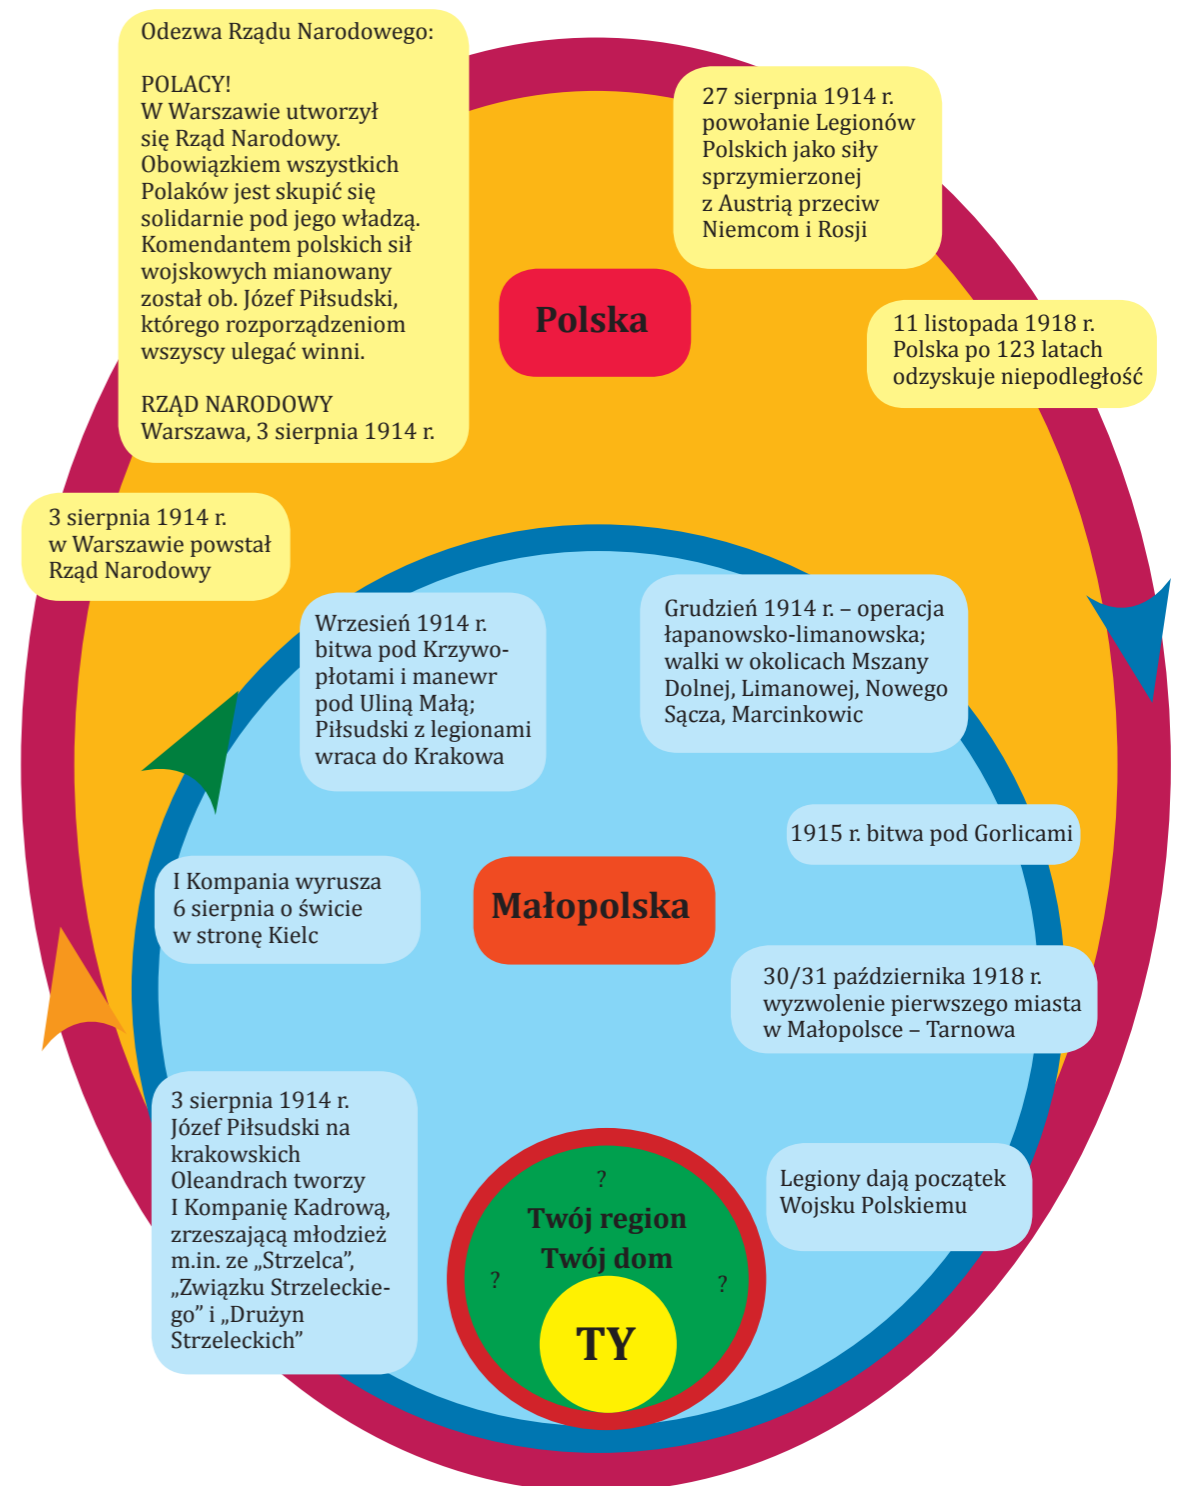 Odezwa Rządu Narodowego:
POLACY!
W Warszawie utworzył
się Rząd Narodowy.
Obowiązkiem wszystkich
Polaków jest skupić się
solidarnie pod jego władzą.
Komendantem polskich sił
wojskowych mianowany
został ob. Józef Piłsudski,
którego rozporządzeniom
wszyscy ulegać winni.
RZĄD NARODOWY
Warszawa, 3 sierpnia 1914 r.
27 sierpnia 1914 r.
powołanie Legionów
Polskich jako siły
sprzymierzonej
z Austrią przeciw
Niemcom i Rosji
Polska
11 listopada 1918 r.
Polska po 123 latach
odzyskuje niepodległość
3 sierpnia 1914 r.
w Warszawie powstał
Rząd Narodowy
Wrzesień 1914 r.
bitwa pod Krzywo-
płotami i manewr
pod Uliną Małą;
Piłsudski z legionami
wraca do Krakowa
Grudzień 1914 r. – operacja
łapanowsko-limanowska;
walki w okolicach Mszany
Dolnej, Limanowej, Nowego
Sącza, Marcinkowic
1915 r. bitwa pod Gorlicami
I Kompania wyrusza
6 sierpnia o świcie
w stronę Kielc
Małopolska
30/31 października 1918 r.
wyzwolenie pierwszego miasta
w Małopolsce – Tarnowa
3 sierpnia 1914 r.
Józef Piłsudski na
krakowskich
Oleandrach tworzy
I Kompanię Kadrową,
zrzeszającą młodzież
m.in. ze „Strzelca”,
„Związku Strzeleckie-
go” i „Drużyn
Strzeleckich”
Legiony dają początek
Wojsku Polskiemu
?
Twój region
Twój dom
? ?
TY